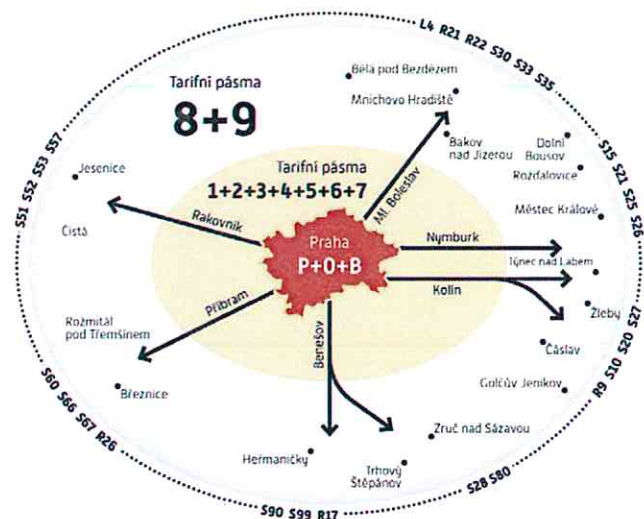 L4 R21 R22 S30 S33 S35
Bělá pod Bezdězem
Tarifní pásma
8+9
Mnichovo Hradiště
Bakov
nad Jizerou
Dolní
Bousov
Rožďalovice
S15 S21 S25 S26
S51 S52 S53 S57
Jesenice
Tarifní pásma
1+2+3+4+5+6+7
Ml. Boleslav
Městec Králové
Čistá
Rakovník
Praha
P+0+B
Nymburk
Týnec nad Labem
Kolín
Příbram
Žleby
Rožmitál
pod Třemšínem
Benešov
Čáslav
R9 S10 S20 S27
Březnice
Golčův Jeníkov
S60 S66 S67 R26
Zruč nad Sázavou
Heřmaničky
Trhový
Štěpánov
S28 S80
S90 S99 R17